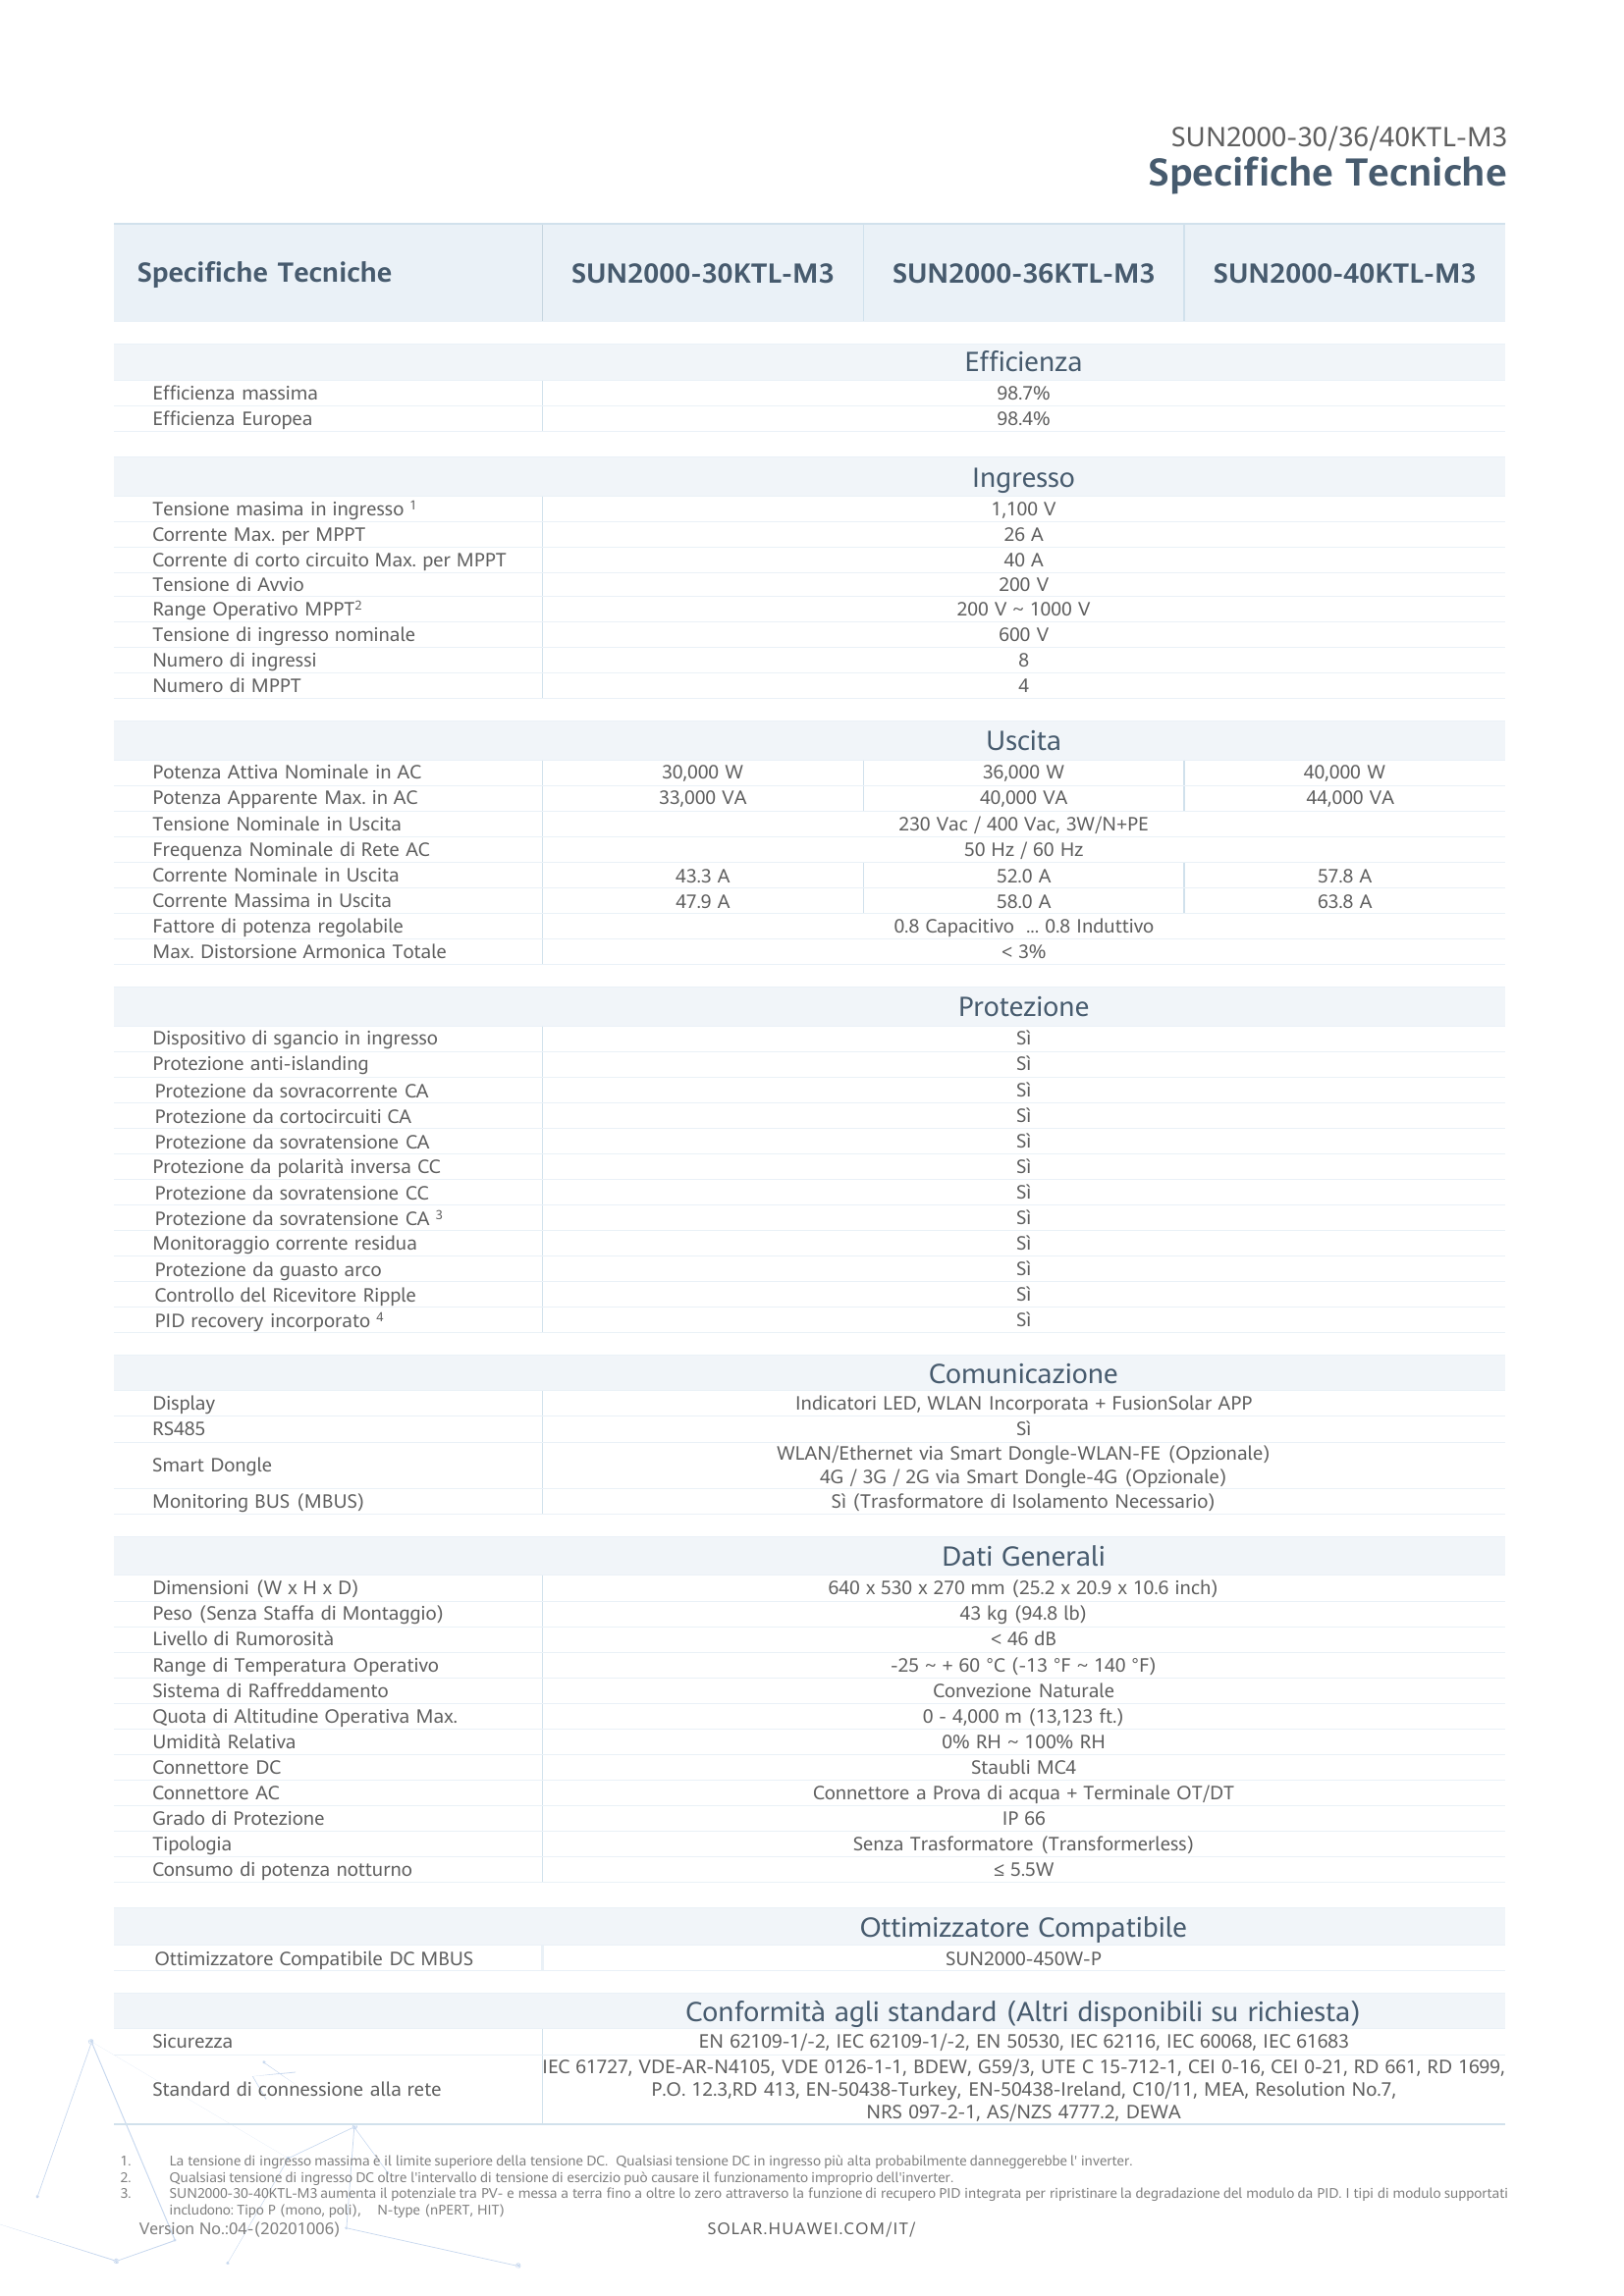 SUN2000-30/36/40KTL-M3
Specifiche Tecniche
Specifiche Tecniche SUN2000-30KTL-M3 SUN2000-36KTL-M3 SUN2000-40KTL-M3
Efficienza
Efficienza massima 98.7%
Efficienza Europea 98.4%
Ingresso
Tensione masima in ingresso ¹ 1,100 V
Corrente Max. per MPPT 26 A
Corrente di corto circuito Max. per MPPT 40 A
Tensione di Avvio 200 V
Range Operativo MPPT² 200 V ~ 1000 V
Tensione di ingresso nominale 600 V
Numero di ingressi 8
Numero di MPPT 4
Uscita
Potenza Attiva Nominale in AC 30,000 W 36,000 W 40,000 W
Potenza Apparente Max. in AC 33,000 VA 40,000 VA 44,000 VA
Tensione Nominale in Uscita 230 Vac / 400 Vac, 3W/N+PE
Frequenza Nominale di Rete AC 50 Hz / 60 Hz
Corrente Nominale in Uscita 43.3 A 52.0 A 57.8 A
Corrente Massima in Uscita 47.9 A 58.0 A 63.8 A
Fattore di potenza regolabile 0.8 Capacitivo ... 0.8 Induttivo
Max. Distorsione Armonica Totale < 3%
Protezione
Dispositivo di sgancio in ingresso Sì
Protezione anti-islanding Sì
Protezione da sovracorrente CA Sì
Protezione da cortocircuiti CA Sì
Protezione da sovratensione CA Sì
Protezione da polarità inversa CC Sì
Protezione da sovratensione CC Sì
Protezione da sovratensione CA ³ Sì
Monitoraggio corrente residua Sì
Protezione da guasto arco Sì
Controllo del Ricevitore Ripple Sì
PID recovery incorporato ⁴ Sì
Comunicazione
Display Indicatori LED, WLAN Incorporata + FusionSolar APP
RS485 Sì
Smart Dongle WLAN/Ethernet via Smart Dongle-WLAN-FE (Opzionale)
4G / 3G / 2G via Smart Dongle-4G (Opzionale)
Monitoring BUS (MBUS) Sì (Trasformatore di Isolamento Necessario)
Dati Generali
Dimensioni (W x H x D) 640 x 530 x 270 mm (25.2 x 20.9 x 10.6 inch)
Peso (Senza Staffa di Montaggio) 43 kg (94.8 lb)
Livello di Rumorosità < 46 dB
Range di Temperatura Operativo -25 ~ + 60 °C (-13 °F ~ 140 °F)
Sistema di Raffreddamento Convezione Naturale
Quota di Altitudine Operativa Max. 0 - 4,000 m (13,123 ft.)
Umidità Relativa 0% RH ~ 100% RH
Connettore DC Staubli MC4
Connettore AC Connettore a Prova di acqua + Terminale OT/DT
Grado di Protezione IP 66
Tipologia Senza Trasformatore (Transformerless)
Consumo di potenza notturno ≤ 5.5W
Ottimizzatore Compatibile
Ottimizzatore Compatibile DC MBUS SUN2000-450W-P
Conformità agli standard (Altri disponibili su richiesta)
Sicurezza EN 62109-1/-2, IEC 62109-1/-2, EN 50530, IEC 62116, IEC 60068, IEC 61683
Standard di connessione alla rete IEC 61727, VDE-AR-N4105, VDE 0126-1-1, BDEW, G59/3, UTE C 15-712-1, CEI 0-16, CEI 0-21, RD 661, RD 1699,
P.O. 12.3,RD 413, EN-50438-Turkey, EN-50438-Ireland, C10/11, MEA, Resolution No.7,
NRS 097-2-1, AS/NZS 4777.2, DEWA
1. La tensione di ingresso massima è il limite superiore della tensione DC. Qualsiasi tensione DC in ingresso più alta probabilmente danneggerebbe l' inverter.
2. Qualsiasi tensione di ingresso DC oltre l'intervallo di tensione di esercizio può causare il funzionamento improprio dell'inverter.
3. SUN2000-30-40KTL-M3 aumenta il potenziale tra PV- e messa a terra fino a oltre lo zero attraverso la funzione di recupero PID integrata per ripristinare la degradazione del modulo da PID. I tipi di modulo supportati
includono: Tipo P (mono, poli), N-type (nPERT, HIT)
Version No.:04-(20201006) SOLAR.HUAWEI.COM/IT/